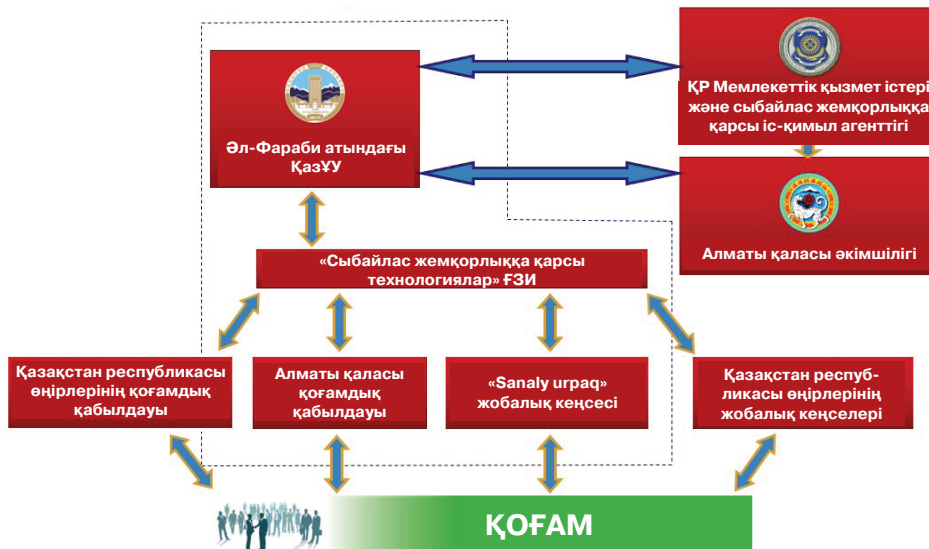 Әл-Фараби атындағы
ҚазҰУ
ҚР Мемлекеттік қызмет істері
және сыбайлас жемқорлыққа
қарсы іс-қимыл агенттігі
Алматы қаласы әкімшілігі
«Сыбайлас жемқорлыққа қарсы
технологиялар» ҒЗИ
Қазақстан республикасы
өңірлерінің қоғамдық
қабылдауы
Алматы қаласы
қоғамдық
қабылдауы
«Sanaly urpaq»
жобалық кеңсесі
Қазақстан респуб-
ликасы өңірлерінің
жобалық кеңселері
ҚОҒАМ